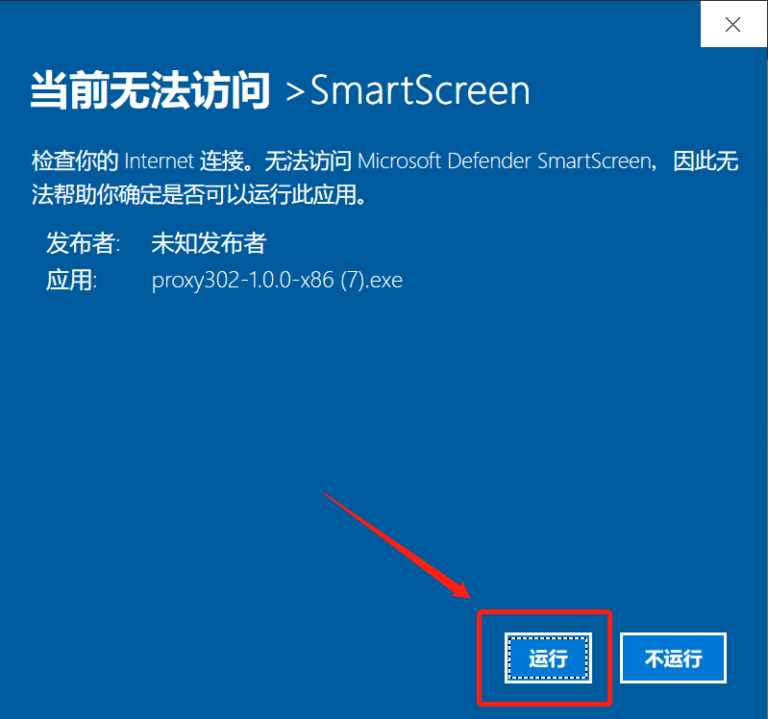 当前无法访问 >SmartScreen
检查你的 Internet 连接。无法访问 Microsoft Defender SmartScreen，因此无
法帮助你确定是否可以运行此应用。
发布者: 未知发布者
应用: proxy302-1.0.0-x86 (7).exe
运行 不运行